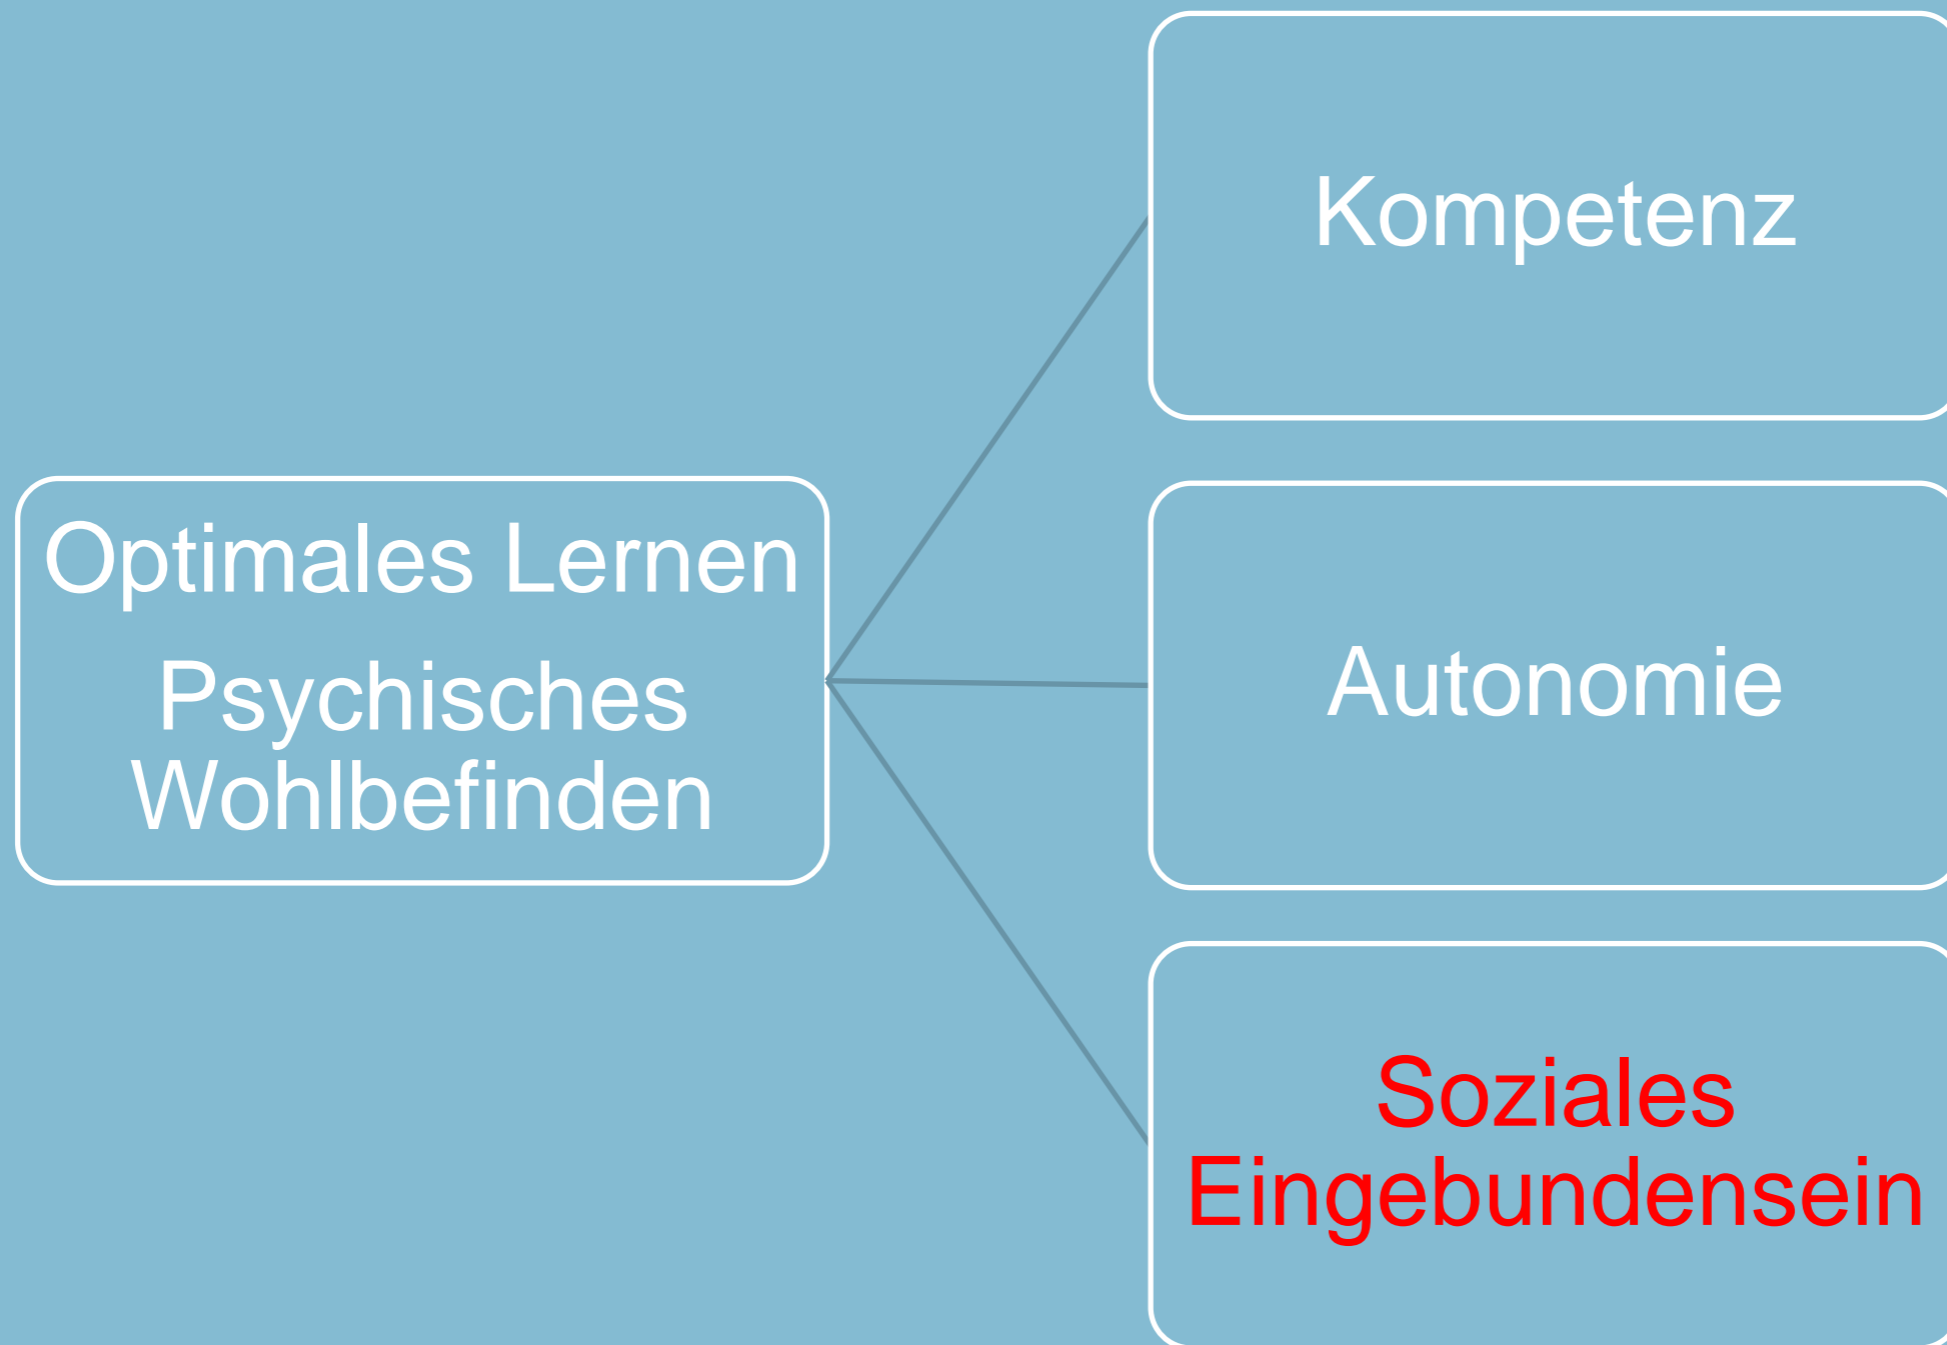 Optimales Lernen
Psychisches
Wohlbefinden
Kompetenz
Autonomie
Soziales
Eingebundensein